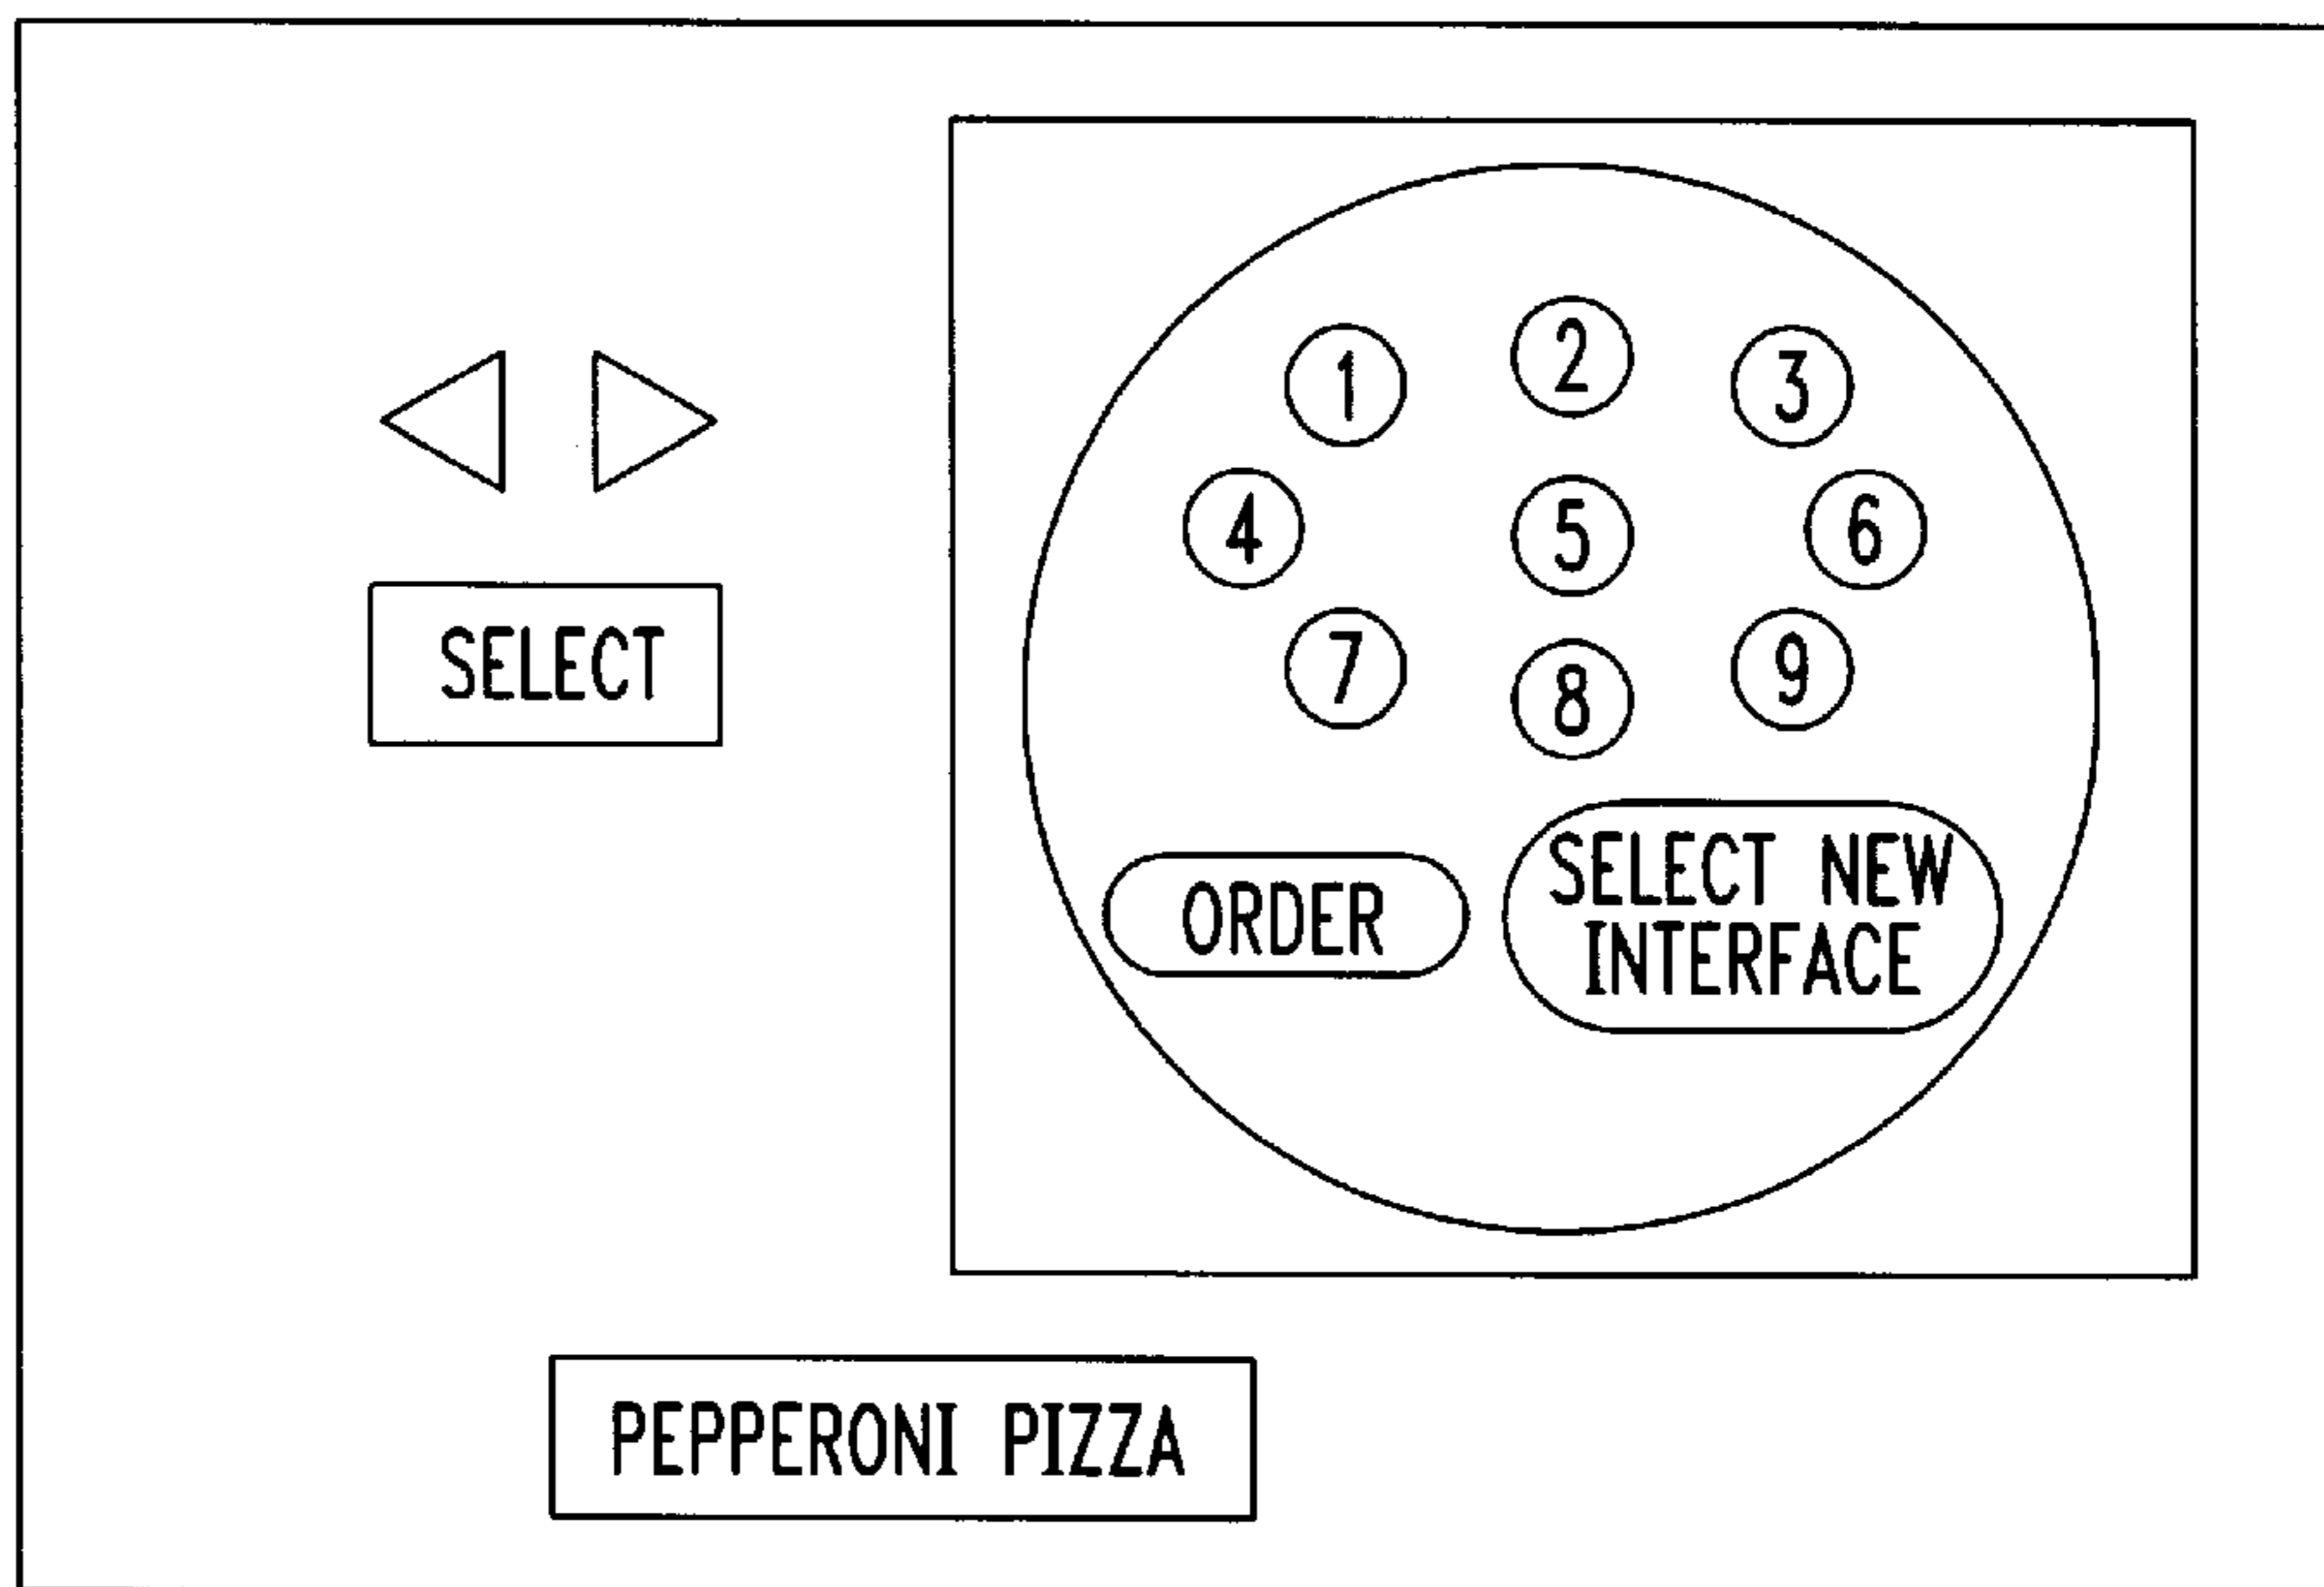 1 2 3
4 5 6
7 8 9
SELECT
ORDER
SELECT NEW
INTERFACE
PEPPERONI PIZZA